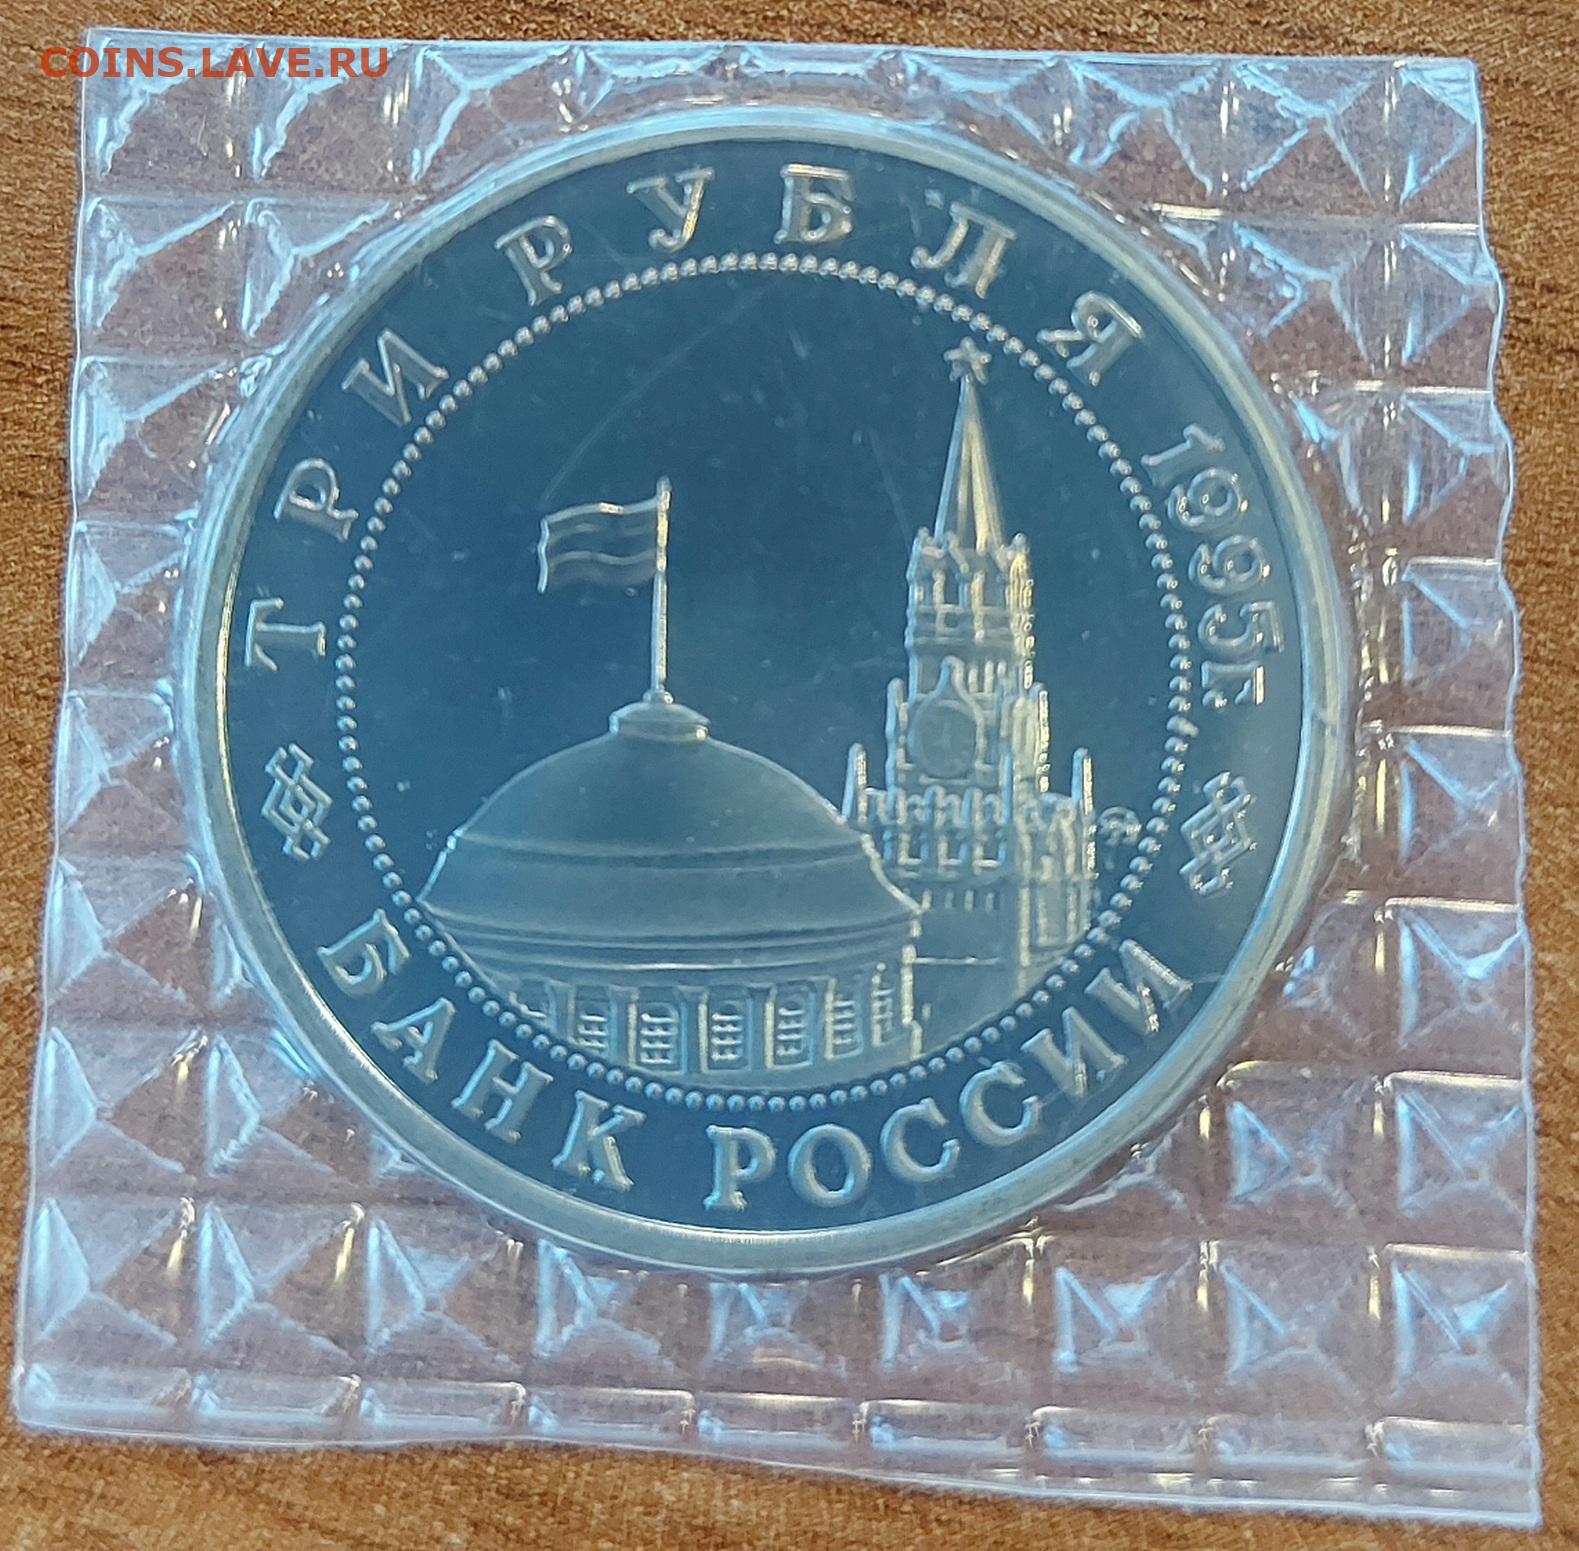 COINS.LAVE.RU
ТРИ РУБЛЯ 1995г.
БАНК РОССИИ